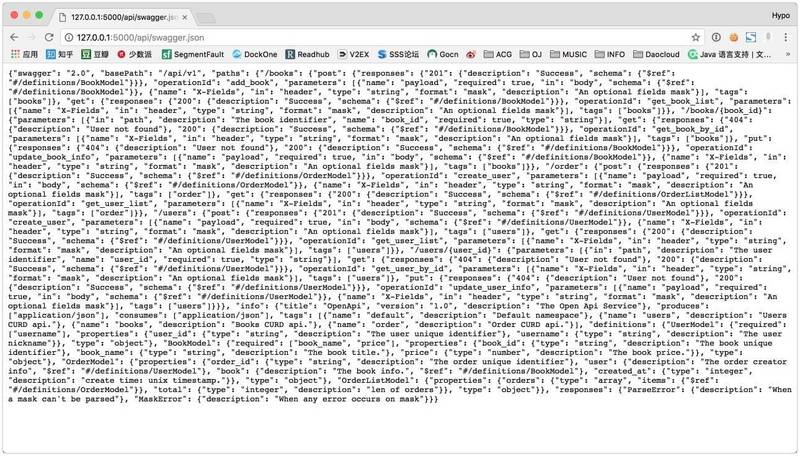 127.0.0.1:5000/api/swagger.jso
Hypo
127.0.0.1:5000/api/swagger.json
应用 知乎 豆瓣 少数派 SegmentFault DockOne Readhub V2EX SSS论坛 Gocn ACG OJ MUSIC INFO Daocloud Java 语言支持 | 文...
{"swagger": "2.0", "basePath": "/api/v1", "paths": {"/books": {"post": {"responses": {"201": {"description": "Success", "schema": {"$ref":
"#/definitions/BookModel"}}}, "operationId": "add_book", "parameters": [{"name": "payload", "required": true, "in": "body", "schema": {"$ref":
"#/definitions/BookModel"}}, {"name": "X-Fields", "in": "header", "type": "string", "format": "mask", "description": "An optional fields mask"}], "tags":
["books"]}, "get": {"responses": {"200": {"description": "Success", "schema": {"$ref": "#/definitions/BookModel"}}}, "operationId": "get_book_list", "parameters":
[{"name": "X-Fields", "in": "header", "type": "string", "format": "mask", "description": "An optional fields mask"}], "tags": ["books"]}}, "/books/{book_id}":
{"parameters": [{"in": "path", "description": "The book identifier", "name": "book_id", "required": true, "type": "string"}], "get": {"responses": {"404":
{"description": "User not found"}, "200": {"description": "Success", "schema": {"$ref": "#/definitions/BookModel"}}}, "operationId": "get_book_by_id",
"parameters": [{"name": "X-Fields", "in": "header", "type": "string", "format": "mask", "description": "An optional fields mask"}], "tags": ["books"]}, "put":
{"responses": {"404": {"description": "User not found"}, "200": {"description": "Success", "schema": {"$ref": "#/definitions/BookModel"}}}, "operationId":
"update_book_info", "parameters": [{"name": "payload", "required": true, "in": "body", "schema": {"$ref": "#/definitions/BookModel"}}, {"name": "X-Fields", "in":
"header", "type": "string", "format": "mask", "description": "An optional fields mask"}], "tags": ["books"]}}, "/order": {"post": {"responses": {"201":
{"description": "Success", "schema": {"$ref": "#/definitions/OrderModel"}}}, "operationId": "create_user", "parameters": [{"name": "payload", "required": true,
"in": "body", "schema": {"$ref": "#/definitions/OrderModel"}}, {"name": "X-Fields", "in": "header", "type": "string", "format": "mask", "description": "An
optional fields mask"}], "tags": ["order"]}, "get": {"responses": {"200": {"description": "Success", "schema": {"$ref": "#/definitions/OrderListModel"}}},
"operationId": "get_user_list", "parameters": [{"name": "X-Fields", "in": "header", "type": "string", "format": "mask", "description": "An optional fields
mask"}], "tags": ["order"]}}, "/users": {"post": {"responses": {"201": {"description": "Success", "schema": {"$ref": "#/definitions/UserModel"}}}, "operationId":
"create_user", "parameters": [{"name": "payload", "required": true, "in": "body", "schema": {"$ref": "#/definitions/UserModel"}}, {"name": "X-Fields", "in":
"header", "type": "string", "format": "mask", "description": "An optional fields mask"}], "tags": ["users"]}, "get": {"responses": {"200": {"description":
"Success", "schema": {"$ref": "#/definitions/UserModel"}}}, "operationId": "get_user_list", "parameters": [{"name": "X-Fields", "in": "header", "type": "string",
"format": "mask", "description": "An optional fields mask"}], "tags": ["users"]}}, "/users/{user_id}": {"parameters": [{"in": "path", "description": "The user
identifier", "name": "user_id", "required": true, "type": "string"}], "get": {"responses": {"404": {"description": "User not found"}, "200": {"description":
"Success", "schema": {"$ref": "#/definitions/UserModel"}}}, "operationId": "get_user_by_id", "parameters": [{"name": "X-Fields", "in": "header", "type": "string",
"format": "mask", "description": "An optional fields mask"}], "tags": ["users"]}, "put": {"responses": {"404": {"description": "User not found"}, "200":
{"description": "Success", "schema": {"$ref": "#/definitions/UserModel"}}}, "operationId": "update_user_info", "parameters": [{"name": "payload", "required":
true, "in": "body", "schema": {"$ref": "#/definitions/UserModel"}}, {"name": "X-Fields", "in": "header", "type": "string", "format": "mask", "description": "An
optional fields mask"}], "tags": ["users"]}}}, "info": {"title": "OpenApi", "version": "1.0", "description": "The Open Api Service"}, "produces":
["application/json"], "consumes": ["application/json"], "tags": [{"name": "default", "description": "Default namespace"}, {"name": "users", "description": "Users
CURD api."}, {"name": "books", "description": "Books CURD api."}, {"name": "order", "description": "Order CURD api."}], "definitions": {"UserModel": {"required":
["username"], "properties": {"user_id": {"type": "string", "description": "The user unique identifier"}, "username": {"type": "string", "description": "The user
nickname"}}, "type": "object"}, "BookModel": {"required": ["book_name", "price"], "properties": {"book_id": {"type": "string", "description": "The book unique
identifier"}, "book_name": {"type": "string", "description": "The book title."}, "price": {"type": "number", "description": "The book price."}}, "type":
"object"}, "OrderModel": {"properties": {"order_id": {"type": "string", "description": "The order unique identifier"}, "user": {"description": "The order creator
info", "$ref": "#/definitions/UserModel"}, "book": {"description": "The book info.", "$ref": "#/definitions/BookModel"}, "created_at": {"type": "integer",
"description": "create time: unix timestamp."}}, "type": "object"}, "OrderListModel": {"properties": {"orders": {"type": "array", "items": {"$ref":
"#/definitions/OrderModel"}}, "total": {"type": "integer", "description": "len of orders"}}, "type": "object"}}, "responses": {"ParseError": {"description": "When
a mask can't be parsed"}, "MaskError": {"description": "When any error occurs on mask"}}}